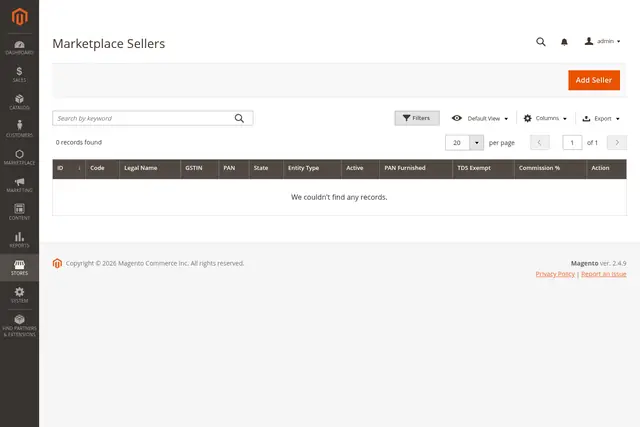 Marketplace Sellers
admin
Add Seller
Search by keyword
Filters
Default View
Columns
Export
0 records found
20
per page
1
of 1
ID
Code
Legal Name
GSTIN
PAN
State
Entity Type
Active
PAN Furnished
TDS Exempt
Commission %
Action
We couldn't find any records.
DASHBOARD
SALES
CATALOG
CUSTOMERS
MARKETPLACE
MARKETING
CONTENT
REPORTS
STORES
SYSTEM
FIND PARTNERS
& EXTENSIONS
Copyright © 2026 Magento Commerce Inc. All rights reserved.
Magento ver. 2.4.9
Privacy Policy | Report an Issue